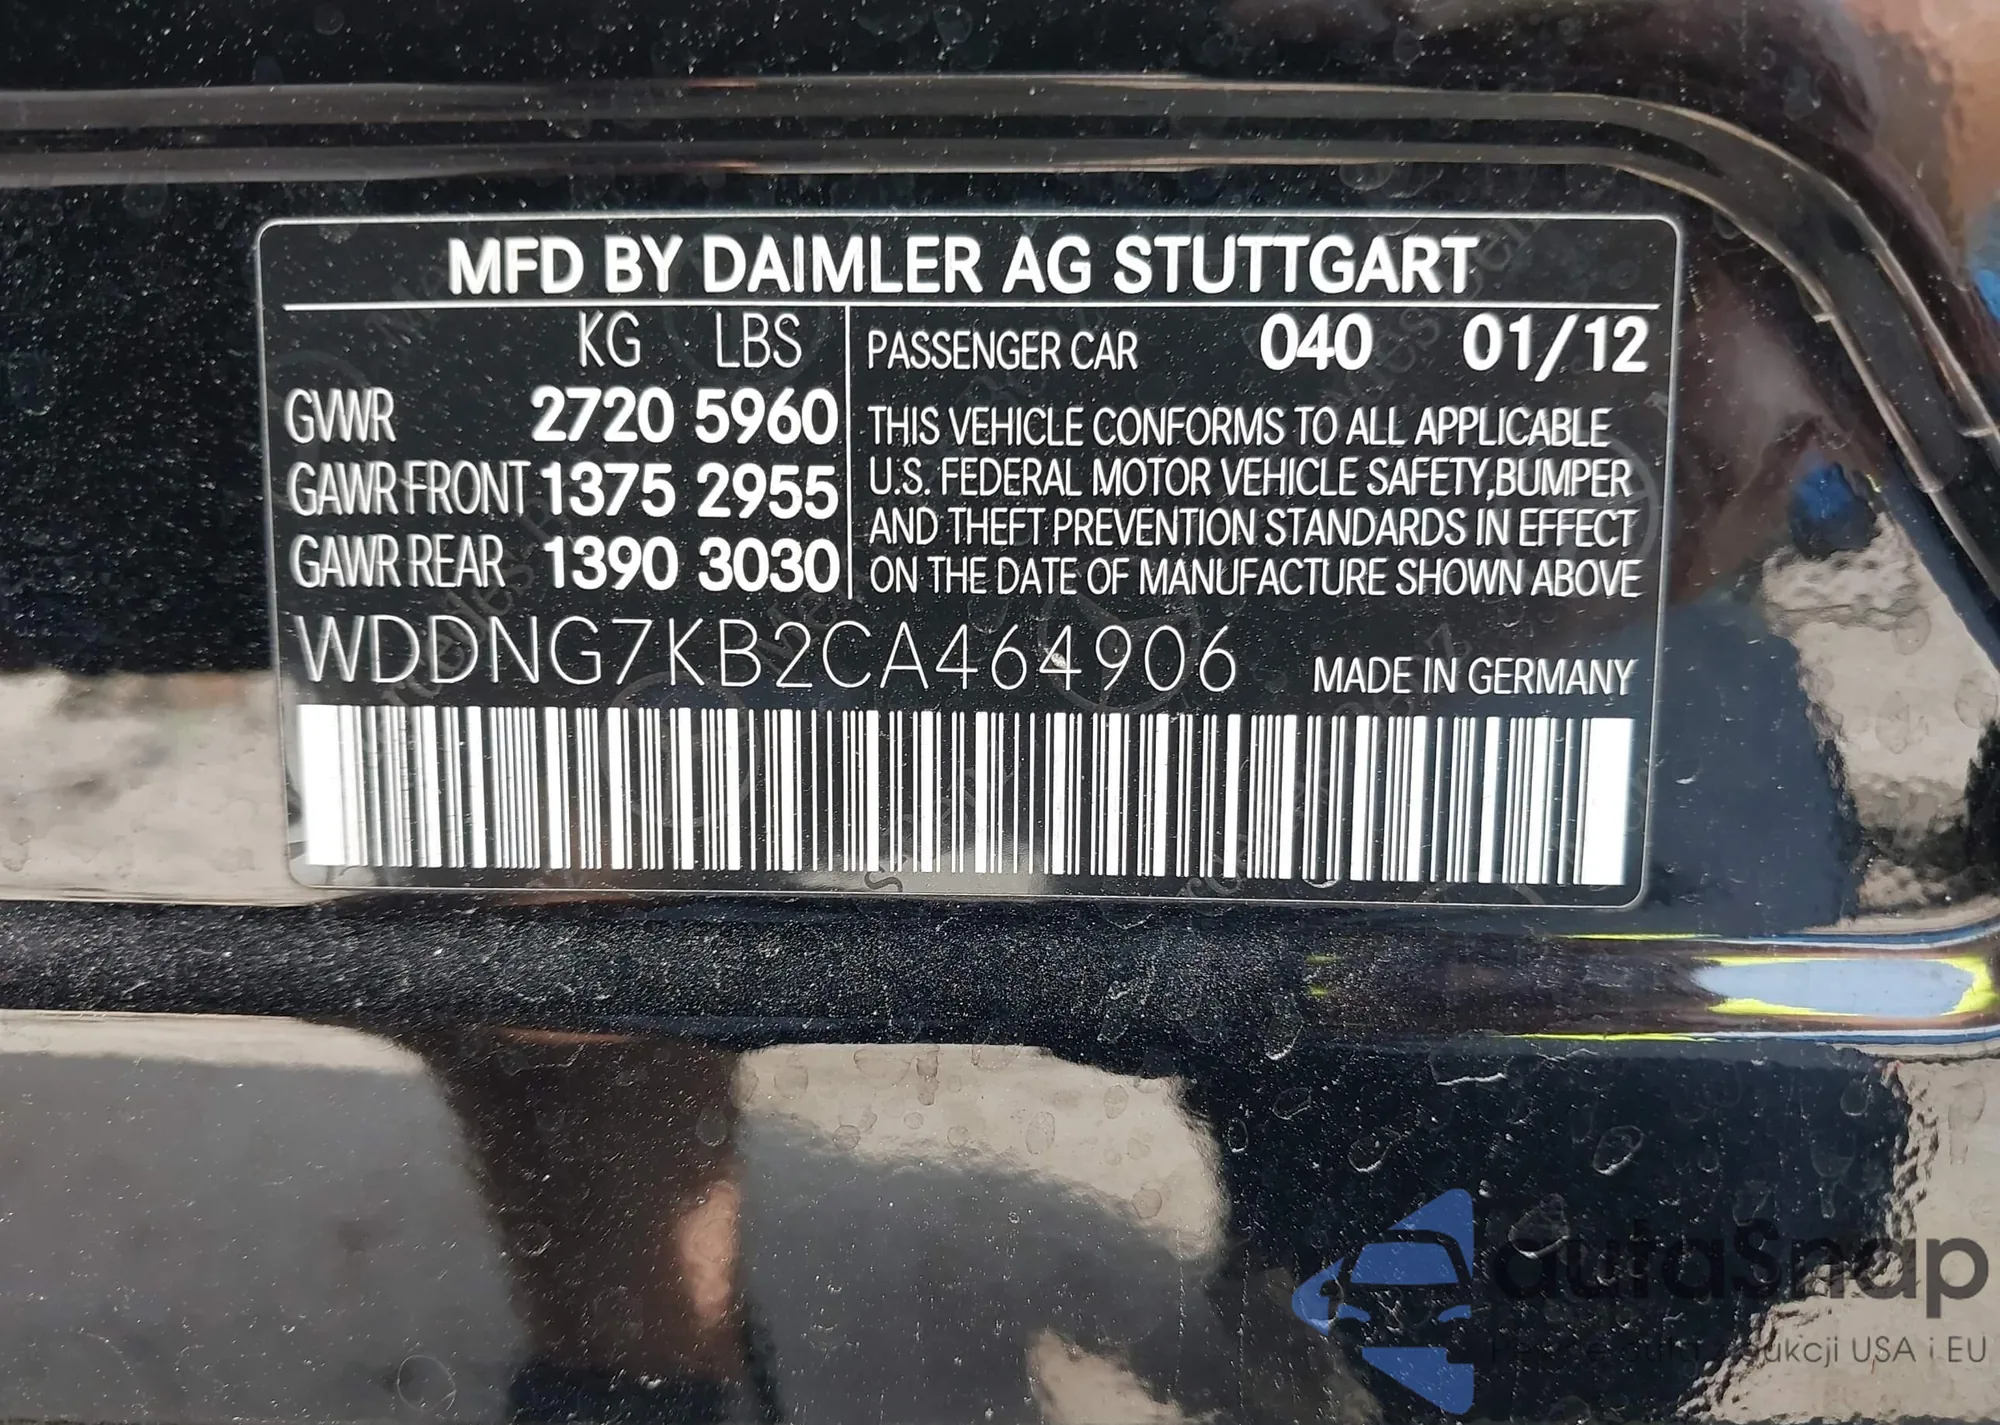 MFD BY DAIMLER AG STUTTGART
KG LBS
GVWR 2720 5960
GAWR FRONT 1375 2955
GAWR REAR 1390 3030
PASSENGER CAR 040 01/12
THIS VEHICLE CONFORMS TO ALL APPLICABLE
U.S. FEDERAL MOTOR VEHICLE SAFETY,BUMPER
AND THEFT PREVENTION STANDARDS IN EFFECT
ON THE DATE OF MANUFACTURE SHOWN ABOVE
WDDNG7KB2CA464906
MADE IN GERMANY
autaSnap
USA i EU